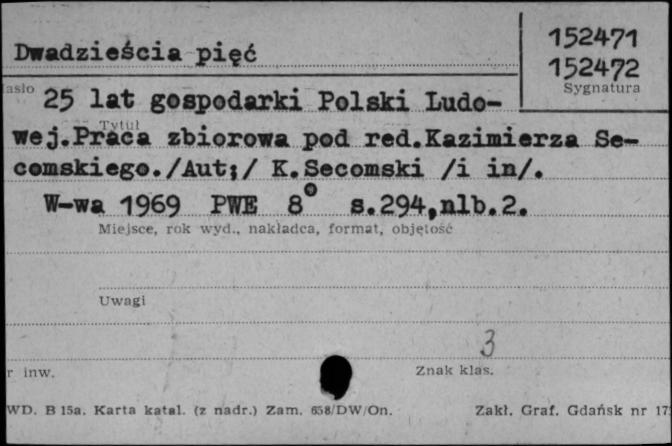 Dwadzieścia pięć
152471
152472
asło
Sygnatura
25 lat gospodarki Polski Ludo-
Tytuł
wej.Praca zbiorowa pod red.Kazimierza Se-
comskiego./Aut;/ K.Secomski /i in/.
W-wa 1969 PWE 8° s.294,nlb.2.
Miejsce, rok wyd., nakładca, format, objętość
Uwagi
3
r inw.
Znak klas.
WD. B 15a. Karta katal. (z nadr.) Zam. 658/DW/On.
Zakł. Graf. Gdańsk nr 17